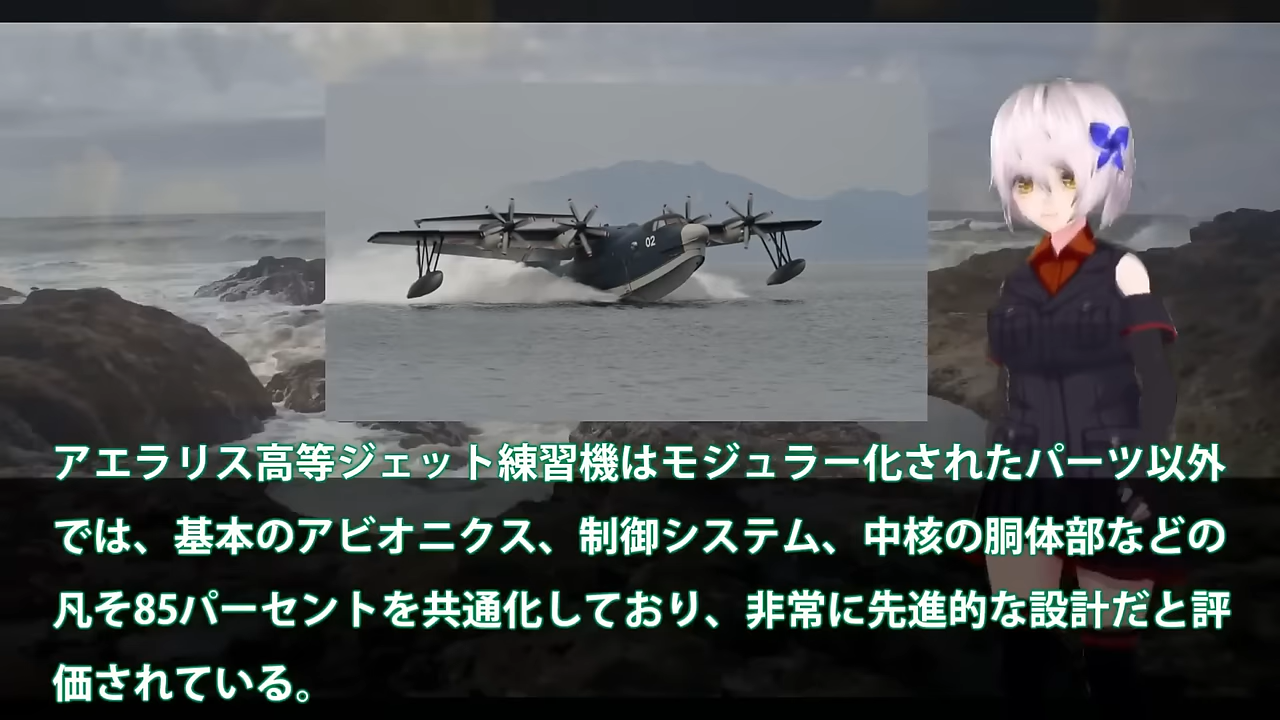 02
アエラリス高等ジェット練習機はモジュラー化されたパーツ以外
では、基本のアビオニクス、制御システム、中核の胴体部などの
凡そ85パーセントを共通化しており、非常に先進的な設計だと評
価されている。